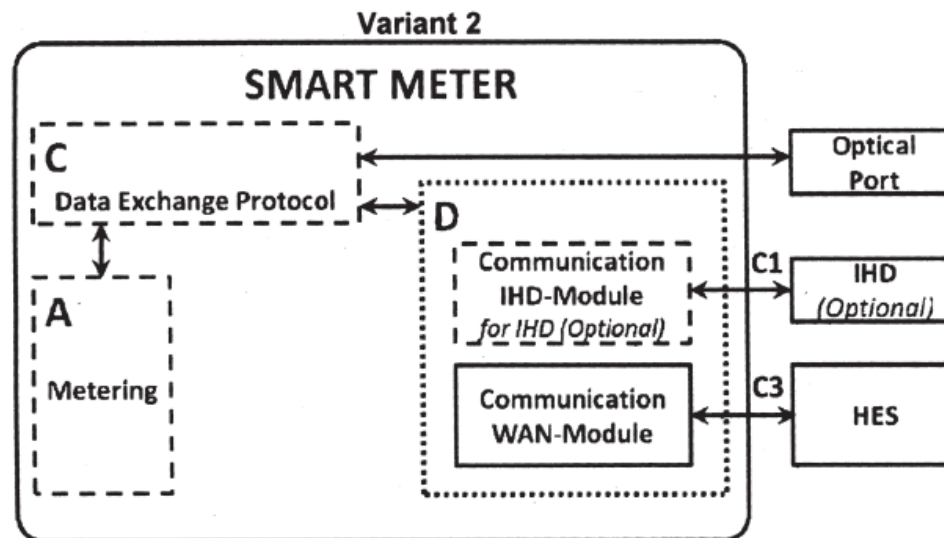 Variant 2
SMART METER
C
Data Exchange Protocol
Optical
Port
D
Communication
IHD-Module
for IHD (Optional)
C1
IHD
(Optional)
A
Metering
Communication
WAN-Module
C3
HES